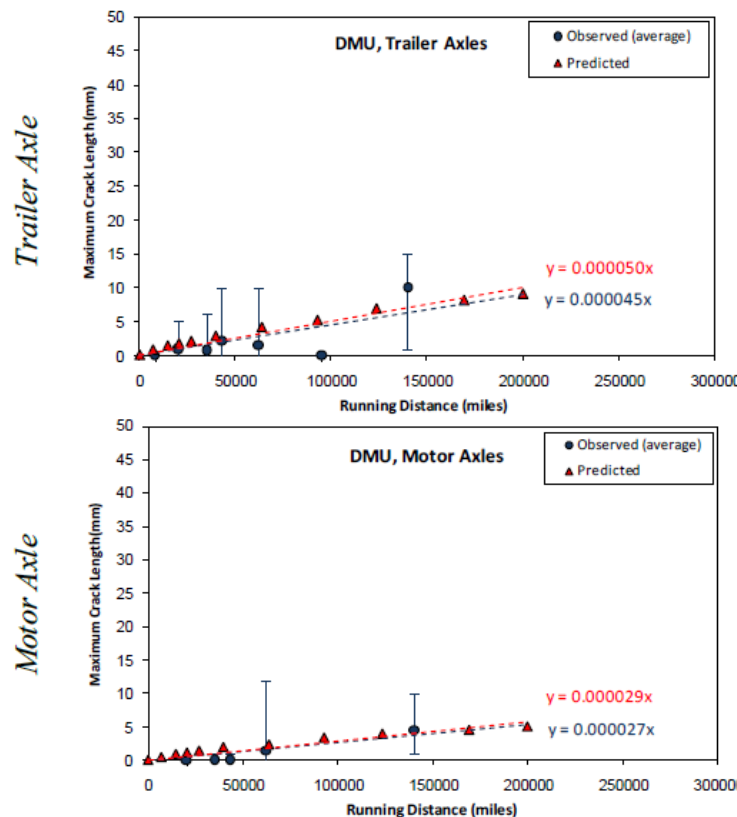 Trailer Axle
DMU, Trailer Axles
Observed (average)
Predicted
Maximum Crack Length(mm)
50
45
40
35
30
25
20
15
10
5
0
y = 0.000050x
y = 0.000045x
0 50000 100000 150000 200000 250000 300000
Running Distance (miles)
Motor Axle
DMU, Motor Axles
Observed (average)
Predicted
Maximum Crack Length(mm)
50
45
40
35
30
25
20
15
10
5
0
y = 0.000029x
y = 0.000027x
0 50000 100000 150000 200000 250000 300000
Running Distance (miles)